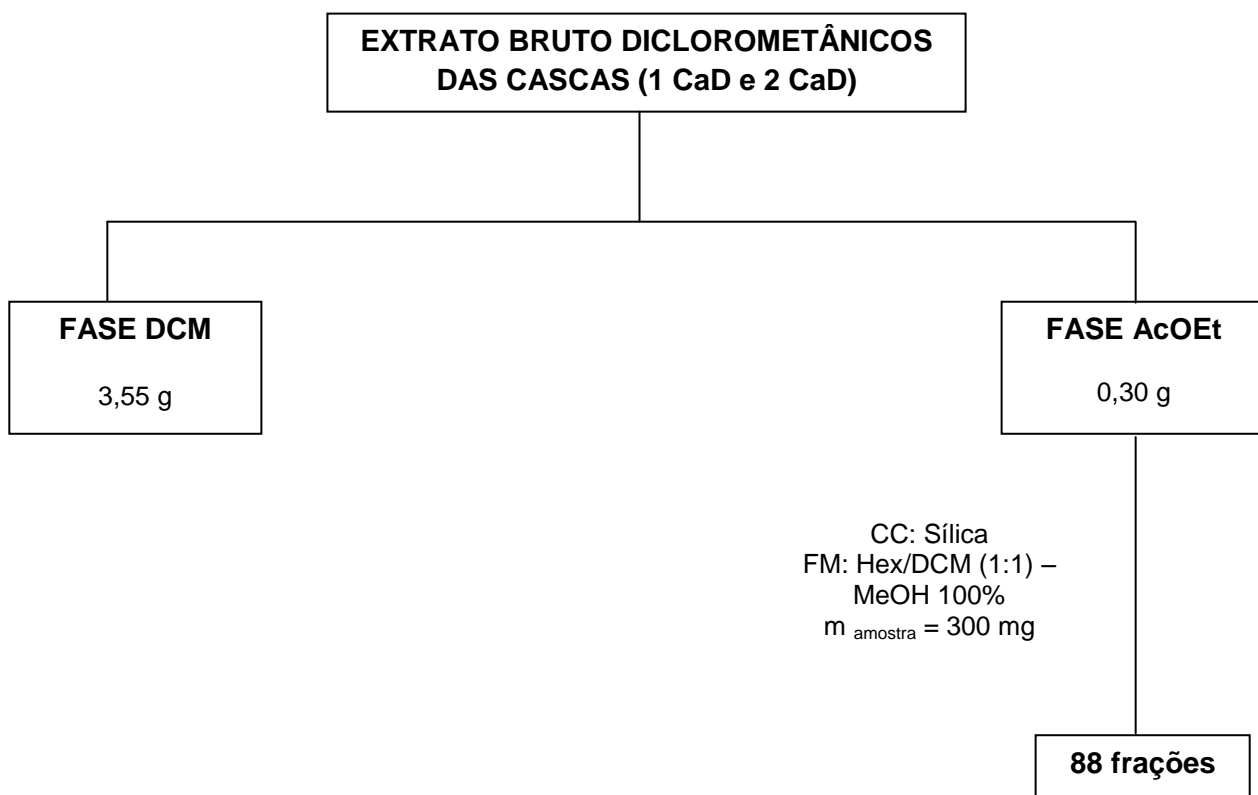 EXTRATO BRUTO DICLOROMETÂNICOS
DAS CASCAS (1 CaD e 2 CaD)
FASE DCM
3,55 g
FASE AcOEt
0,30 g
CC: Sílica
FM: Hex/DCM (1:1) –
MeOH 100%
m amostra = 300 mg
88 frações